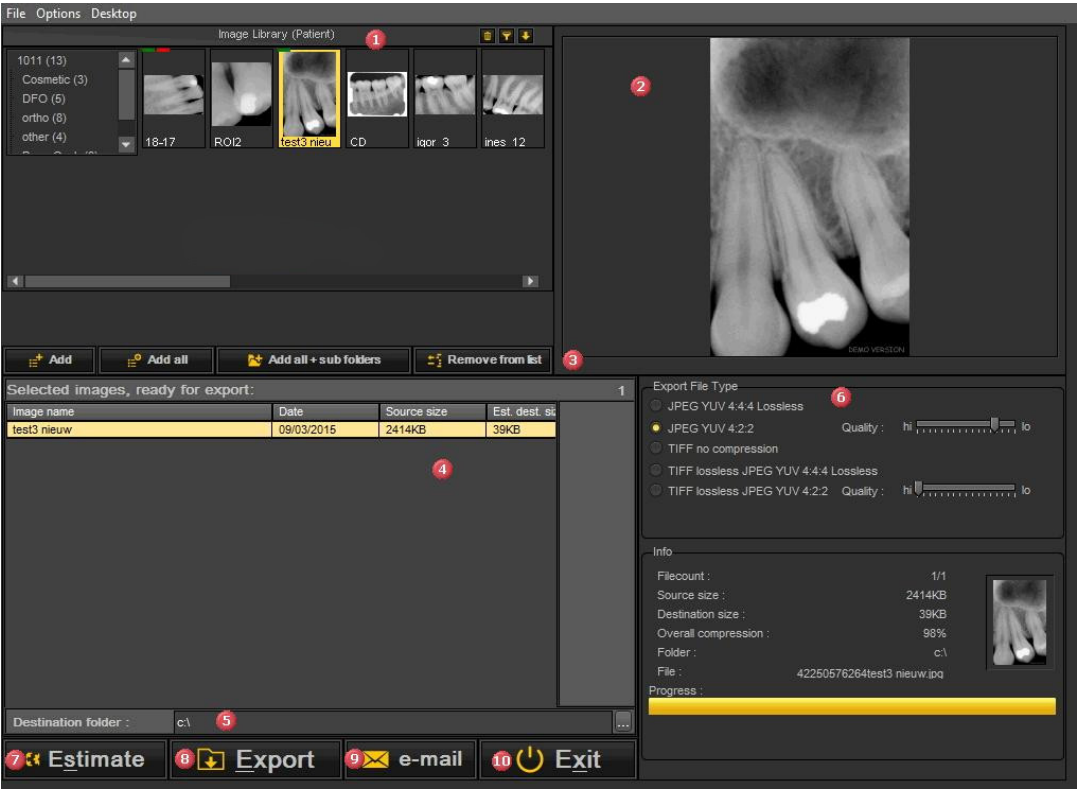 File Options Desktop
Image Library (Patient)
1
1011 (13)
Cosmetic (3)
DFO (5)
ortho (8)
other (4)
18-17
ROI2
test3 nieu
CD
igor 3
ines 12
2
DEMO VERSION
Add
Add all
Add all + sub folders
Remove from list
3
Selected images, ready for export: 1
Image name Date Source size Est. dest. si
test3 nieuw 09/03/2015 2414KB 39KB
4
Destination folder : c:\ 5 ...
7 Estimate
8 Export
9 e-mail
10 Exit
Export File Type
6
JPEG YUV 4:4:4 Lossless
JPEG YUV 4:2:2 Quality : hi lo
TIFF no compression
TIFF lossless JPEG YUV 4:4:4 Lossless
TIFF lossless JPEG YUV 4:2:2 Quality : hi lo
Info
Filecount : 1/1
Source size : 2414KB
Destination size : 39KB
Overall compression : 98%
Folder : c:\
File : 42250576264test3 nieuw.jpg
Progress :